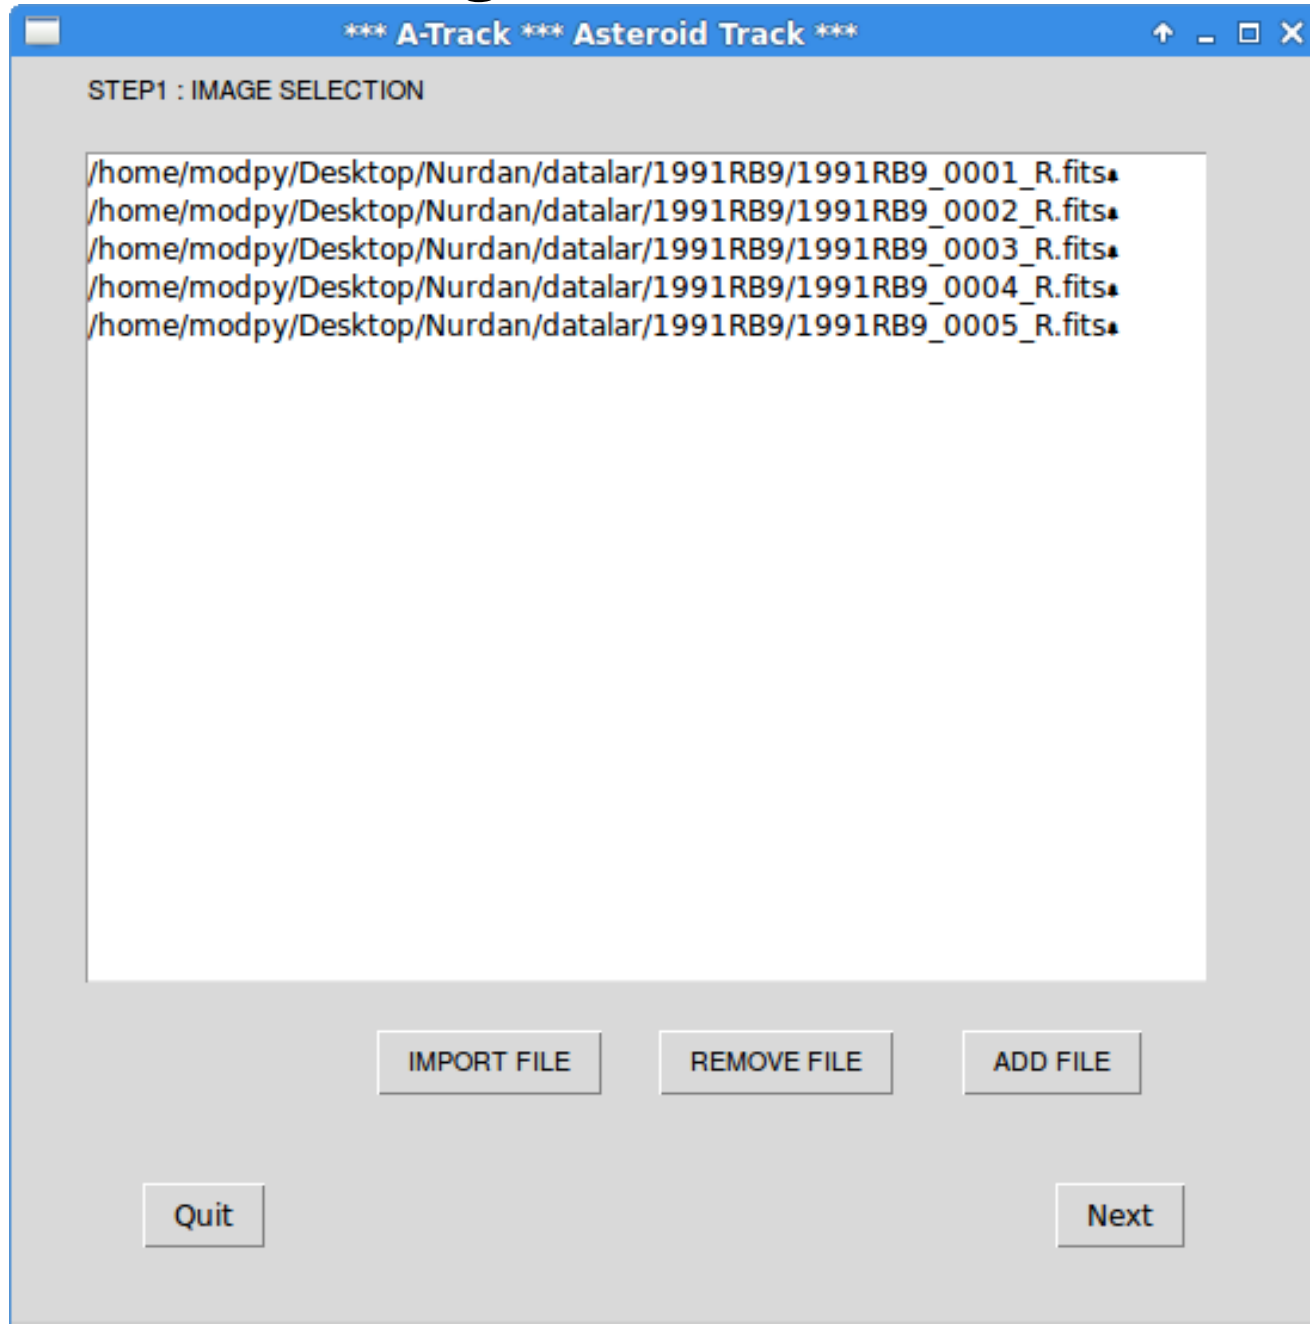 *** A-Track *** Asteroid Track ***
STEP1 : IMAGE SELECTION
/home/modpy/Desktop/Nurdan/datalar/1991RB9/1991RB9_0001_R.fits
/home/modpy/Desktop/Nurdan/datalar/1991RB9/1991RB9_0002_R.fits
/home/modpy/Desktop/Nurdan/datalar/1991RB9/1991RB9_0003_R.fits
/home/modpy/Desktop/Nurdan/datalar/1991RB9/1991RB9_0004_R.fits
/home/modpy/Desktop/Nurdan/datalar/1991RB9/1991RB9_0005_R.fits
IMPORT FILE REMOVE FILE ADD FILE
Quit Next